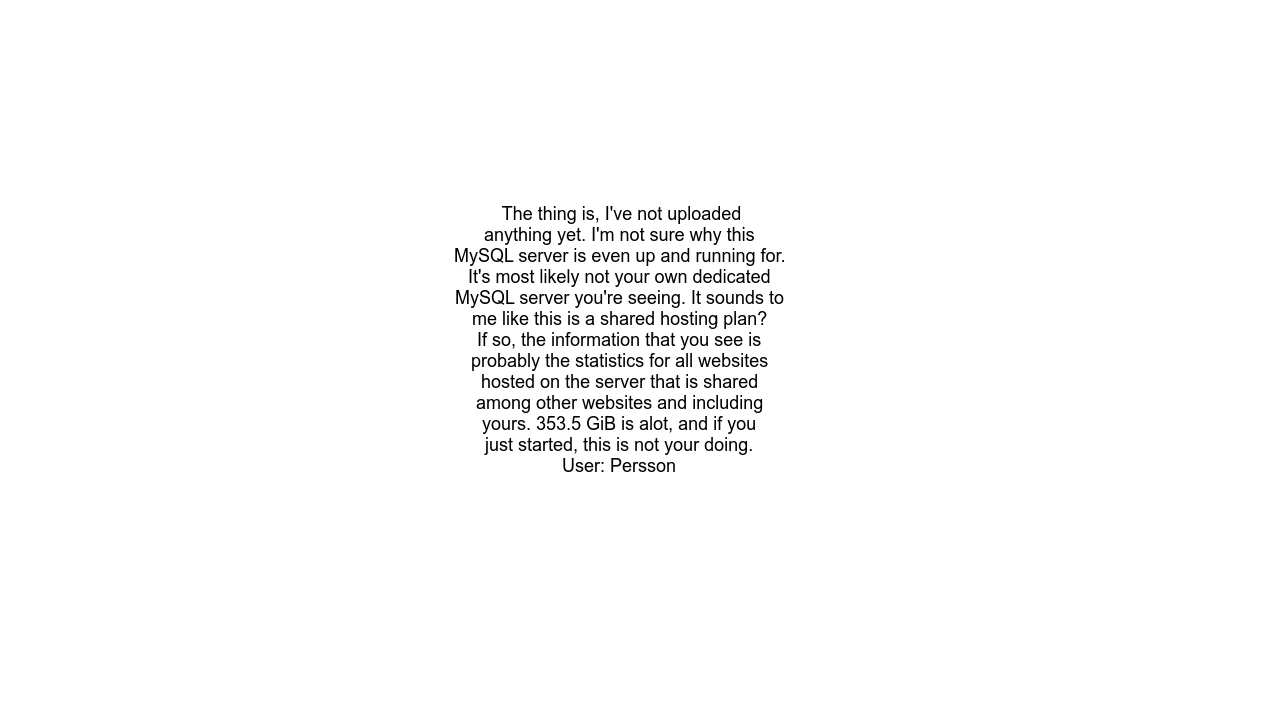 The thing is, I've not uploaded
anything yet. I'm not sure why this
MySQL server is even up and running for.
It's most likely not your own dedicated
MySQL server you're seeing. It sounds to
me like this is a shared hosting plan?
If so, the information that you see is
probably the statistics for all websites
hosted on the server that is shared
among other websites and including
yours. 353.5 GiB is alot, and if you
just started, this is not your doing.
User: Persson